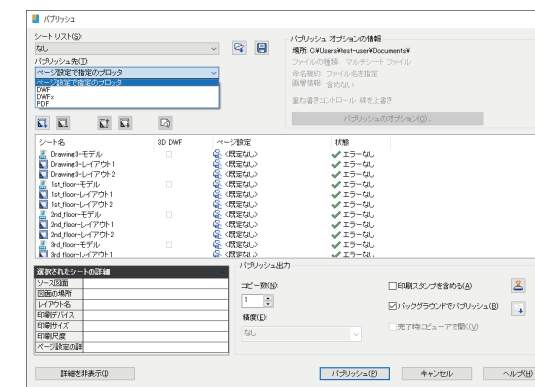 パブリッシュ
シート リスト(S):
なし
パブリッシュ先(T)
ページ設定で指定のプロッタ
ページ設定で指定のプロッタ
DWF
DWFx
PDF
パブリッシュ オプションの情報
場所: C:¥Users¥test-user¥Documents¥
ファイルの種類: マルチシート ファイル
命名規約: ファイル名を指定
画層情報: 含めない
重ね書きコントロール: 線を上書き
パブリッシュのオプション(O)...
シート名 3D DWF ページ設定 状態
Drawing3-モデル <既定:なし> エラーなし
Drawing3-レイアウト1 <既定:なし> エラーなし
Drawing3-レイアウト2 <既定:なし> エラーなし
1st_floor-モデル <既定:なし> エラーなし
1st_floor-レイアウト1 <既定:なし> エラーなし
1st_floor-レイアウト2 <既定:なし> エラーなし
2nd_floor-モデル <既定:なし> エラーなし
2nd_floor-レイアウト1 <既定:なし> エラーなし
2nd_floor-レイアウト2 <既定:なし> エラーなし
3rd_floor-モデル <既定:なし> エラーなし
3rd floor-レイアウト1 <既定:なし> エラーなし
選択されたシートの詳細
ソース図面
図面の場所
レイアウト名
印刷デバイス
印刷サイズ
印刷尺度
ページ設定の詳
パブリッシュ出力
コピー数(N):
1
精度(E):
なし
印刷スタンプを含める(A)
バックグラウンドでパブリッシュ(B)
完了時にビューアで開く(V)
詳細を非表示(I)
パブリッシュ(P)
キャンセル
ヘルプ(H)